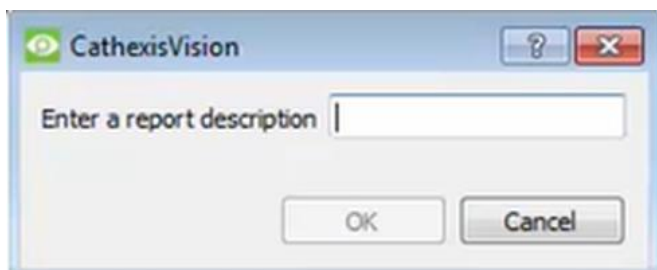 CathexisVision
?
Enter a report description
OK
Cancel